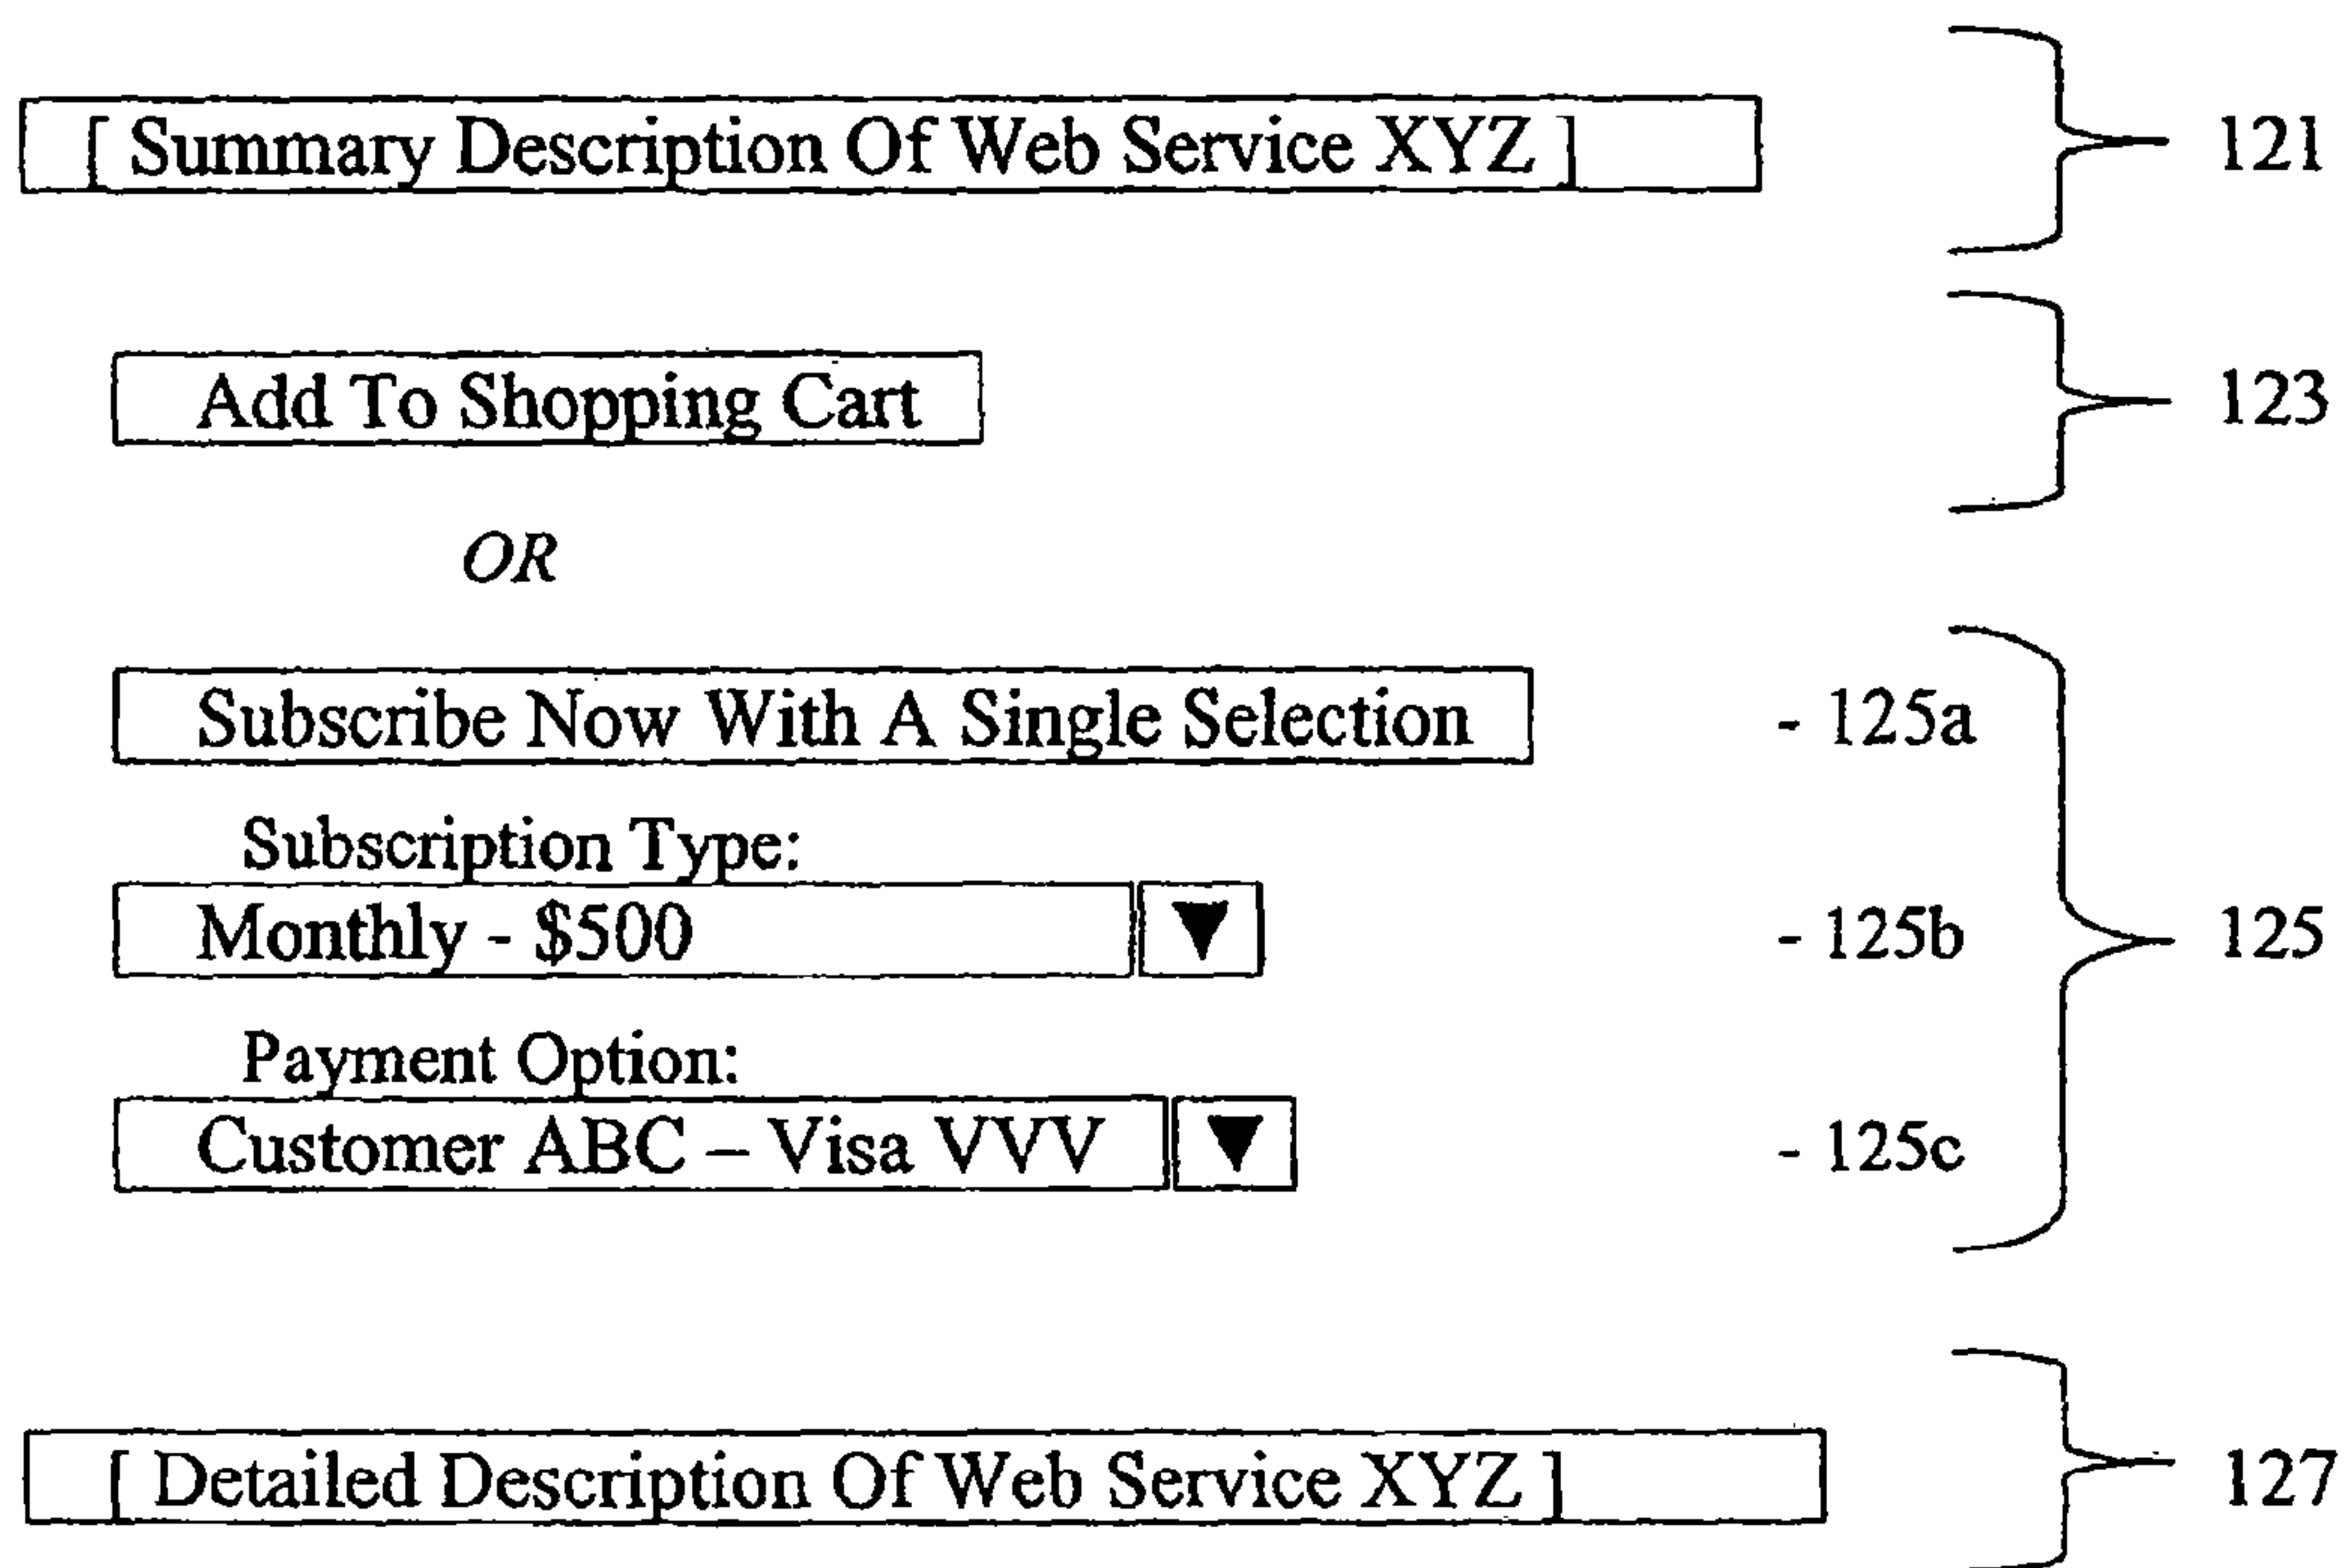 [ Summary Description Of Web Service XYZ ] 121
Add To Shopping Cart 123
OR
Subscribe Now With A Single Selection - 125a
Subscription Type:
Monthly - $500 - 125b 125
Payment Option:
Customer ABC – Visa VVV - 125c
[ Detailed Description Of Web Service XYZ ] 127